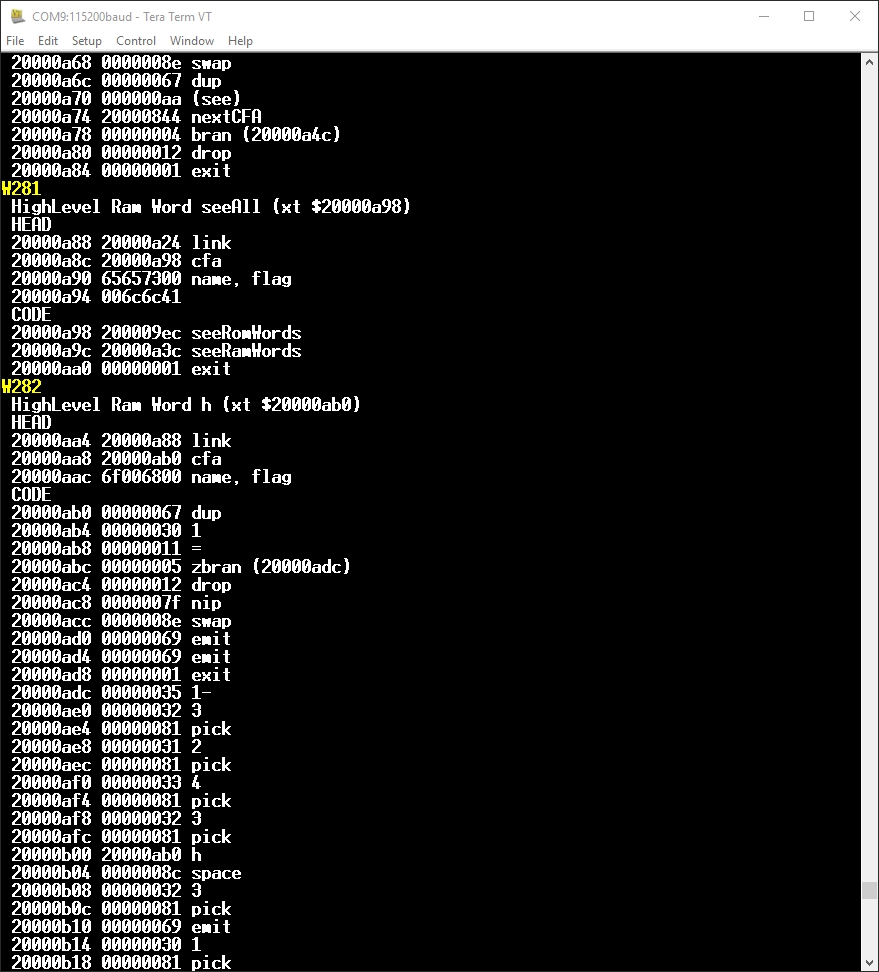 COM9:115200baud - Tera Term VT
File Edit Setup Control Window Help
20000a68 0000008e swap
20000a6c 00000067 dup
20000a70 000000aa (see)
20000a74 20000844 nextCFA
20000a78 00000004 bran (20000a4c)
20000a80 00000012 drop
20000a84 00000001 exit
W281
HighLevel Ram Word seeAll (xt $20000a98)
HEAD
20000a88 20000a24 link
20000a8c 20000a98 cfa
20000a90 65657300 name, flag
20000a94 006c6c41
CODE
20000a98 200009ec seeRomWords
20000a9c 20000a3c seeRamWords
20000aa0 00000001 exit
W282
HighLevel Ram Word h (xt $20000ab0)
HEAD
20000aa4 20000a88 link
20000aa8 20000ab0 cfa
20000aac 6f006800 name, flag
CODE
20000ab0 00000067 dup
20000ab4 00000030 1
20000ab8 00000011 =
20000abc 00000005 zbran (20000adc)
20000ac4 00000012 drop
20000ac8 0000007f nip
20000acc 0000008e swap
20000ad0 00000069 emit
20000ad4 00000069 emit
20000ad8 00000001 exit
20000adc 00000035 1-
20000ae0 00000032 3
20000ae4 00000081 pick
20000ae8 00000031 2
20000aec 00000081 pick
20000af0 00000033 4
20000af4 00000081 pick
20000af8 00000032 3
20000afc 00000081 pick
20000b00 20000ab0 h
20000b04 0000008c space
20000b08 00000032 3
20000b0c 00000081 pick
20000b10 00000069 emit
20000b14 00000030 1
20000b18 00000081 pick